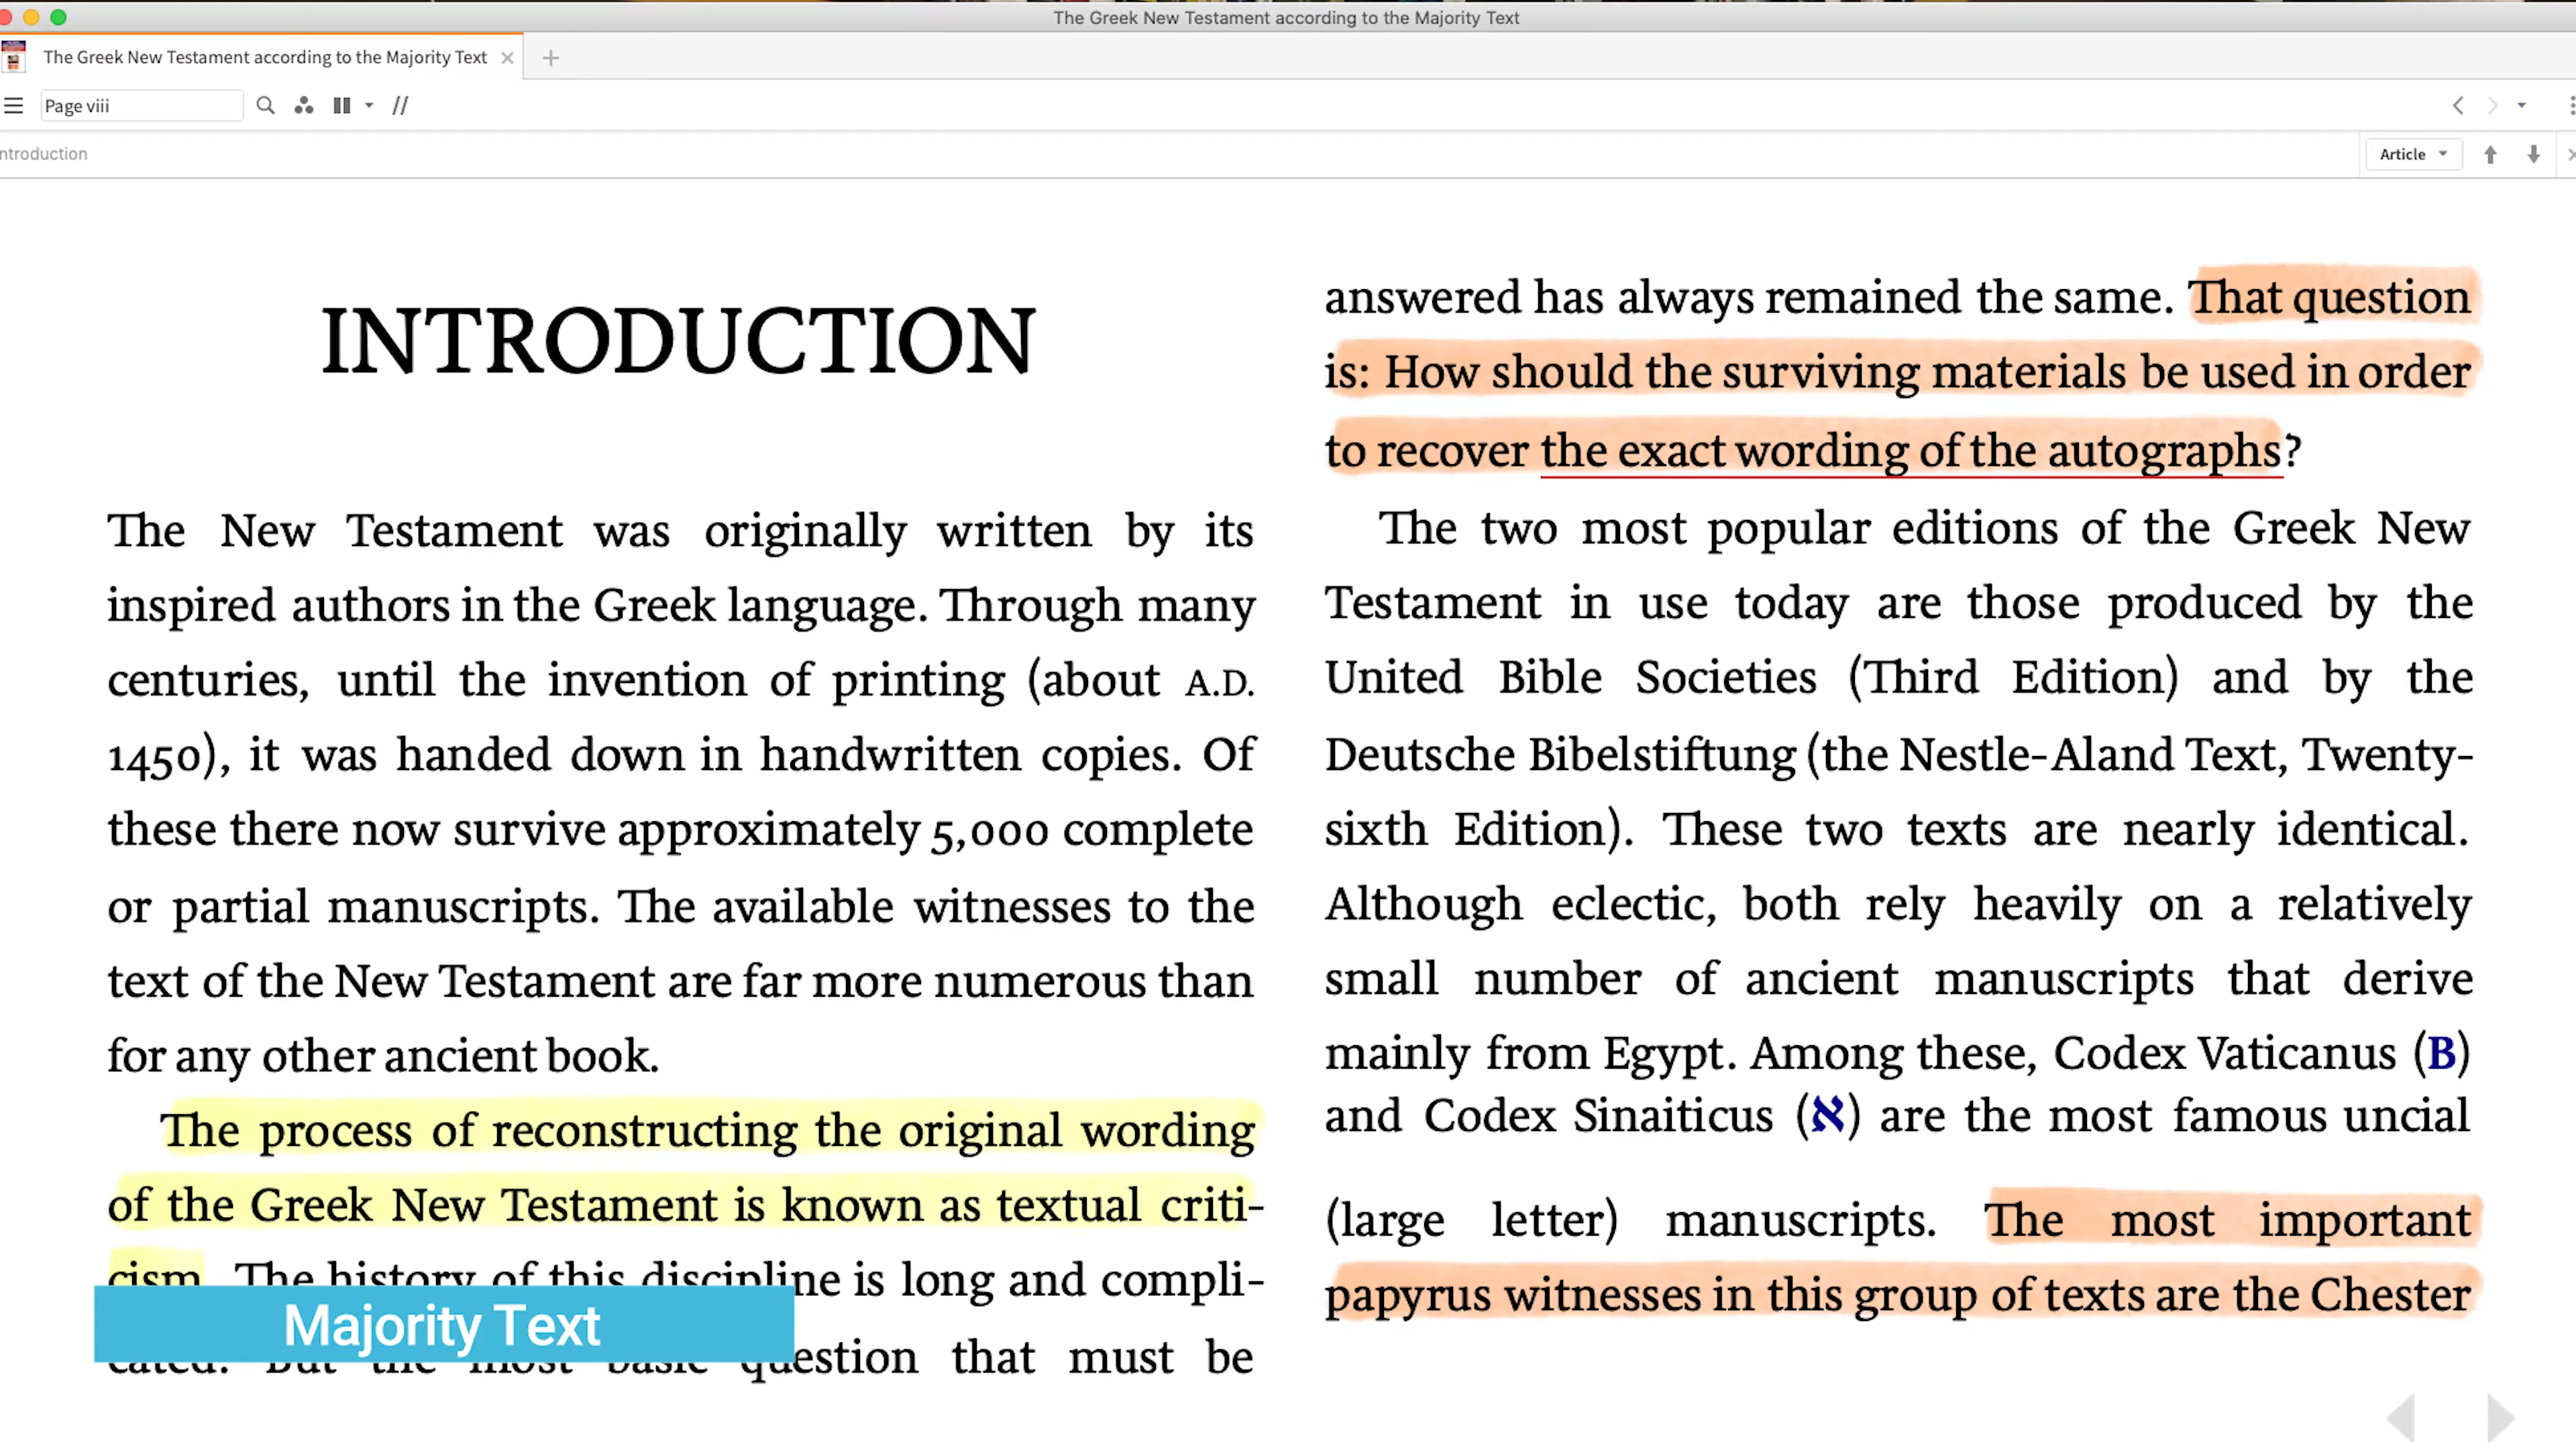 The Greek New Testament according to the Majority Text
The Greek New Testament according to the Majority Text
Page viii
ntroduction
Article
INTRODUCTION
The New Testament was originally written by its
inspired authors in the Greek language. Through many
centuries, until the invention of printing (about A.D.
1450), it was handed down in handwritten copies. Of
these there now survive approximately 5,000 complete
or partial manuscripts. The available witnesses to the
text of the New Testament are far more numerous than
for any other ancient book.
The process of reconstructing the original wording
of the Greek New Testament is known as textual criti-
cism. The history of this discipline is long and compli-
cated. But the most basic question that must be
answered has always remained the same. That question
is: How should the surviving materials be used in order
to recover the exact wording of the autographs?
The two most popular editions of the Greek New
Testament in use today are those produced by the
United Bible Societies (Third Edition) and by the
Deutsche Bibelstiftung (the Nestle-Aland Text, Twenty-
sixth Edition). These two texts are nearly identical.
Although eclectic, both rely heavily on a relatively
small number of ancient manuscripts that derive
mainly from Egypt. Among these, Codex Vaticanus (B)
and Codex Sinaiticus (ℵ) are the most famous uncial
(large letter) manuscripts. The most important
papyrus witnesses in this group of texts are the Chester
Majority Text